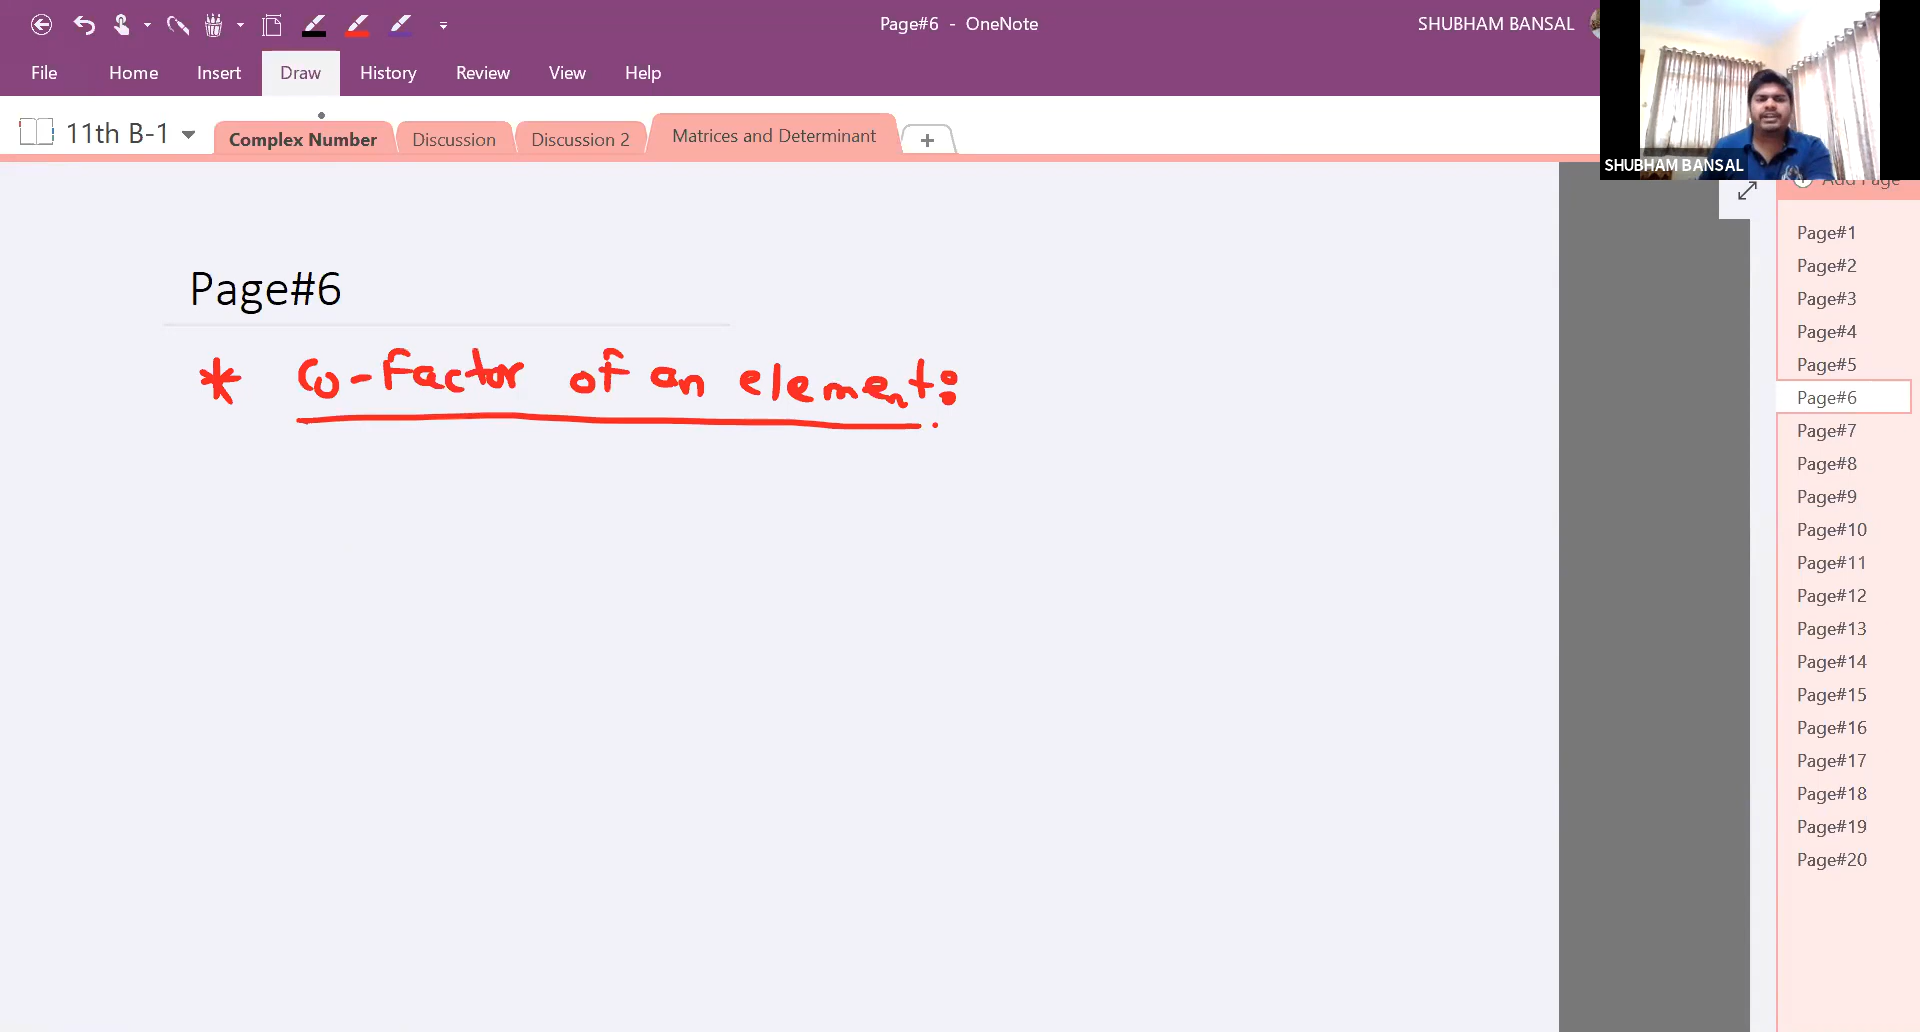 Page#6 - OneNote
SHUBHAM BANSAL
File Home Insert Draw History Review View Help
11th B-1
Complex Number Discussion Discussion 2 Matrices and Determinant +
SHUBHAM BANSAL
Add Page
Page#6
* Co-factor of an element:
Page#1
Page#2
Page#3
Page#4
Page#5
Page#6
Page#7
Page#8
Page#9
Page#10
Page#11
Page#12
Page#13
Page#14
Page#15
Page#16
Page#17
Page#18
Page#19
Page#20